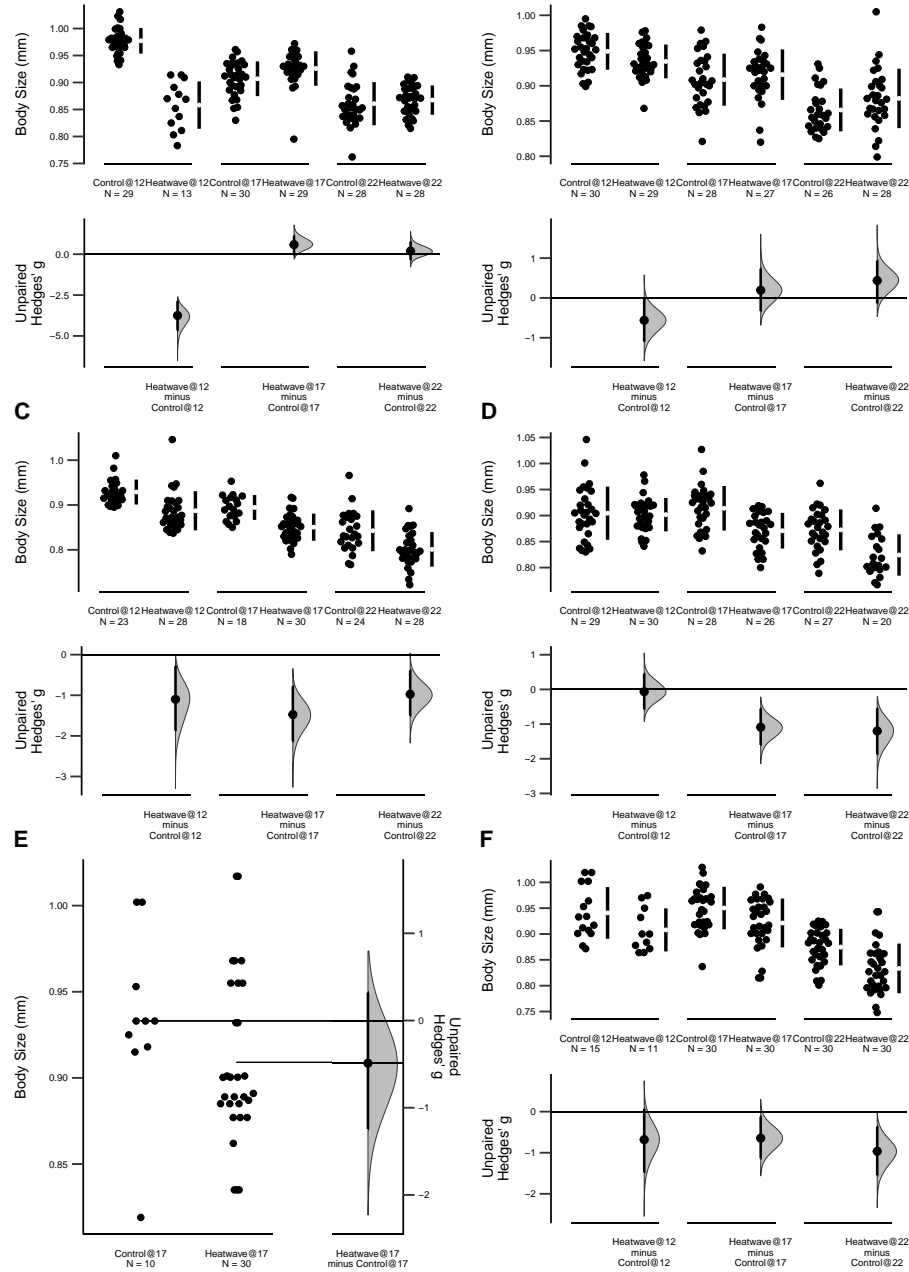 Body Size (mm)
1.00
0.95
0.90
0.85
0.80
0.75
Control@12 Heatwave@12 Control@17 Heatwave@17 Control@22 Heatwave@22
N = 29 N = 13 N = 30 N = 29 N = 28 N = 28
Unpaired
Hedges' g
0.0
−2.5
−5.0
Heatwave@12 Heatwave@17 Heatwave@22
minus minus minus
Control@12 Control@17 Control@22
Body Size (mm)
1.00
0.95
0.90
0.85
0.80
Control@12 Heatwave@12 Control@17 Heatwave@17 Control@22 Heatwave@22
N = 30 N = 29 N = 28 N = 27 N = 26 N = 28
Unpaired
Hedges' g
1
0
−1
Heatwave@12 Heatwave@17 Heatwave@22
minus minus minus
Control@12 Control@17 Control@22
C
Body Size (mm)
1.0
0.9
0.8
Control@12 Heatwave@12 Control@17 Heatwave@17 Control@22 Heatwave@22
N = 23 N = 28 N = 18 N = 30 N = 24 N = 28
Unpaired
Hedges' g
0
−1
−2
−3
Heatwave@12 Heatwave@17 Heatwave@22
minus minus minus
Control@12 Control@17 Control@22
D
Body Size (mm)
1.05
1.00
0.95
0.90
0.85
0.80
Control@12 Heatwave@12 Control@17 Heatwave@17 Control@22 Heatwave@22
N = 29 N = 30 N = 28 N = 26 N = 27 N = 20
Unpaired
Hedges' g
1
0
−1
−2
−3
Heatwave@12 Heatwave@17 Heatwave@22
minus minus minus
Control@12 Control@17 Control@22
E
Body Size (mm)
1.00
0.95
0.90
0.85
1
0
−1
−2
Unpaired
Hedges' g
Control@17 Heatwave@17 Heatwave@17
N = 10 N = 30 minus Control@17
F
Body Size (mm)
1.00
0.95
0.90
0.85
0.80
0.75
Control@12 Heatwave@12 Control@17 Heatwave@17 Control@22 Heatwave@22
N = 15 N = 11 N = 30 N = 30 N = 30 N = 30
Unpaired
Hedges' g
0
−1
−2
Heatwave@12 Heatwave@17 Heatwave@22
minus minus minus
Control@12 Control@17 Control@22